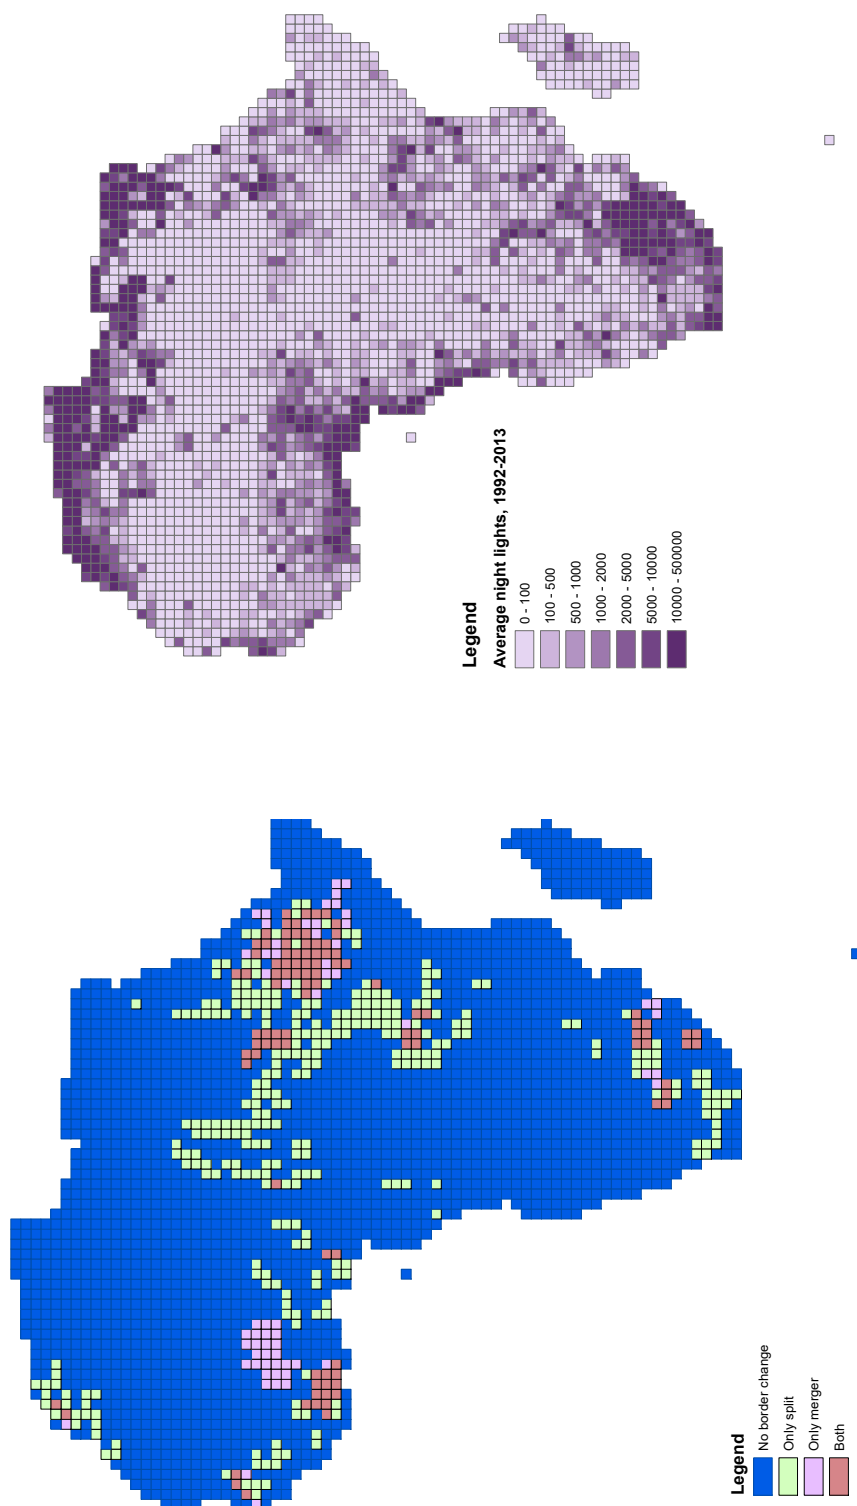 Legend
Average night lights, 1992-2013
0 - 100
100 - 500
500 - 1000
1000 - 2000
2000 - 5000
5000 - 10000
10000 - 500000
Legend
No border change
Only split
Only merger
Both